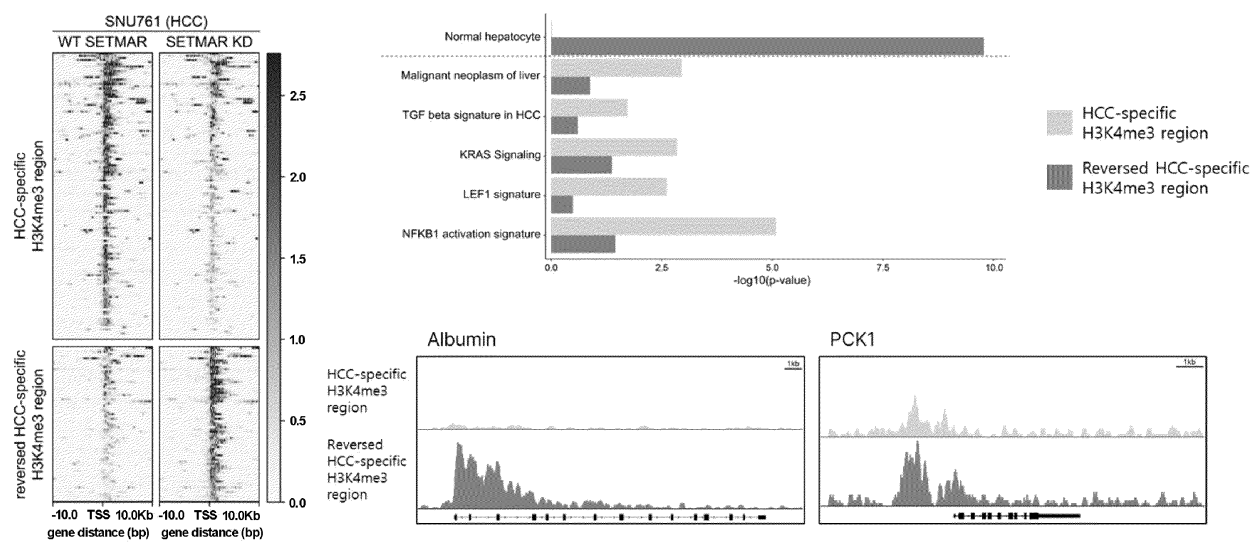 SNU761 (HCC)
WT SETMAR
SETMAR KD
HCC-specific
H3K4me3 region
reversed HCC-specific
H3K4me3 region
2.5
2.0
1.5
1.0
0.5
0.0
-10.0
TSS
10.0Kb
-10.0
TSS
10.0Kb
gene distance (bp)
gene distance (bp)
Normal hepatocyte
Malignant neoplasm of liver
TGF beta signature in HCC
KRAS Signaling
LEF1 signature
NFKB1 activation signature
0.0
2.5
5.0
7.5
10.0
-log10(p-value)
HCC-specific
H3K4me3 region
Reversed HCC-specific
H3K4me3 region
Albumin
PCK1
1kb
1kb
HCC-specific
H3K4me3
region
Reversed
HCC-specific
H3K4me3
region